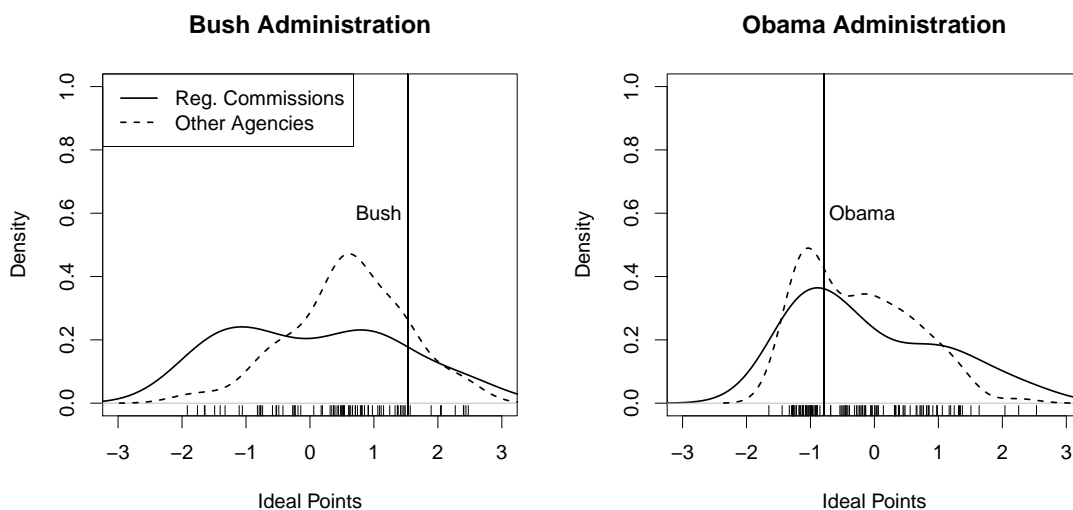 Bush Administration
Reg. Commissions
Other Agencies
Bush
Density
0.0 0.2 0.4 0.6 0.8 1.0
−3 −2 −1 0 1 2 3
Ideal Points
Obama Administration
Obama
Density
0.0 0.2 0.4 0.6 0.8 1.0
−3 −2 −1 0 1 2 3
Ideal Points